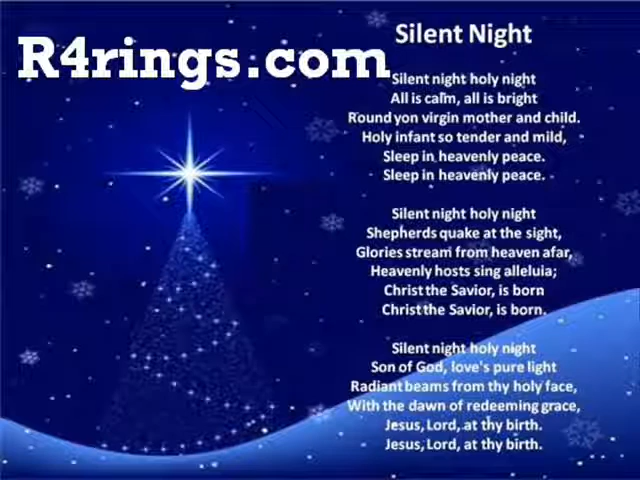 R4rings.com
Silent Night
Silent night holy night
All is calm, all is bright
Round yon virgin mother and child.
Holy infant so tender and mild,
Sleep in heavenly peace.
Sleep in heavenly peace.
Silent night holy night
Shepherds quake at the sight,
Glories stream from heaven afar,
Heavenly hosts sing alleluia;
Christ the Savior, is born
Christ the Savior, is born.
Silent night holy night
Son of God, love's pure light
Radiant beams from thy holy face,
With the dawn of redeeming grace,
Jesus, Lord, at thy birth.
Jesus, Lord, at thy birth.